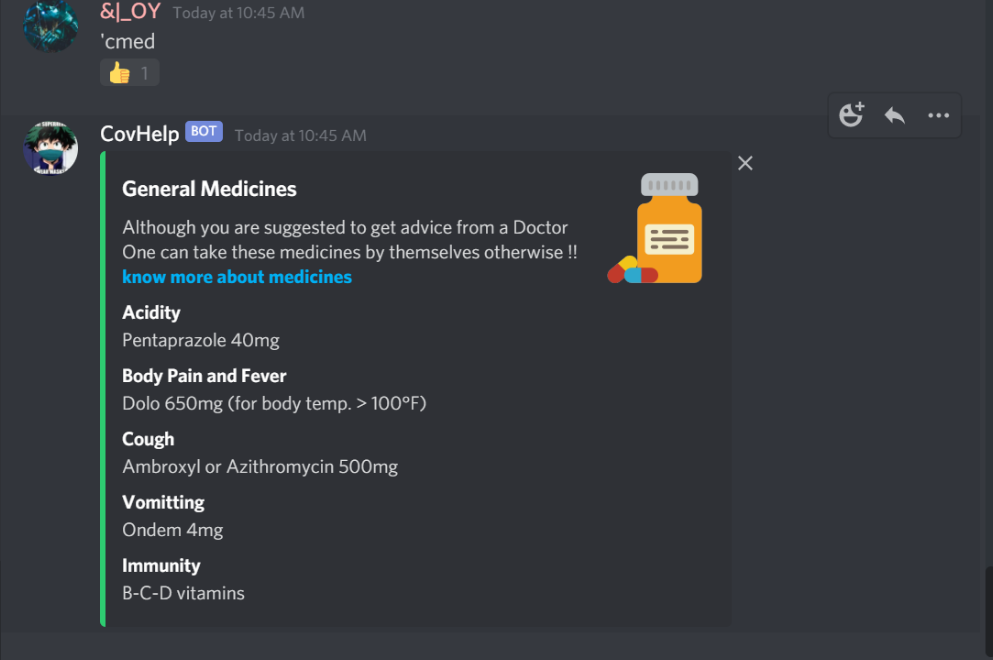 &|_OY Today at 10:45 AM
'cmed
1
CovHelp BOT Today at 10:45 AM
General Medicines
Although you are suggested to get advice from a Doctor
One can take these medicines by themselves otherwise !!
know more about medicines
Acidity
Pentaprazole 40mg
Body Pain and Fever
Dolo 650mg (for body temp. > 100°F)
Cough
Ambroxyl or Azithromycin 500mg
Vomitting
Ondem 4mg
Immunity
B-C-D vitamins